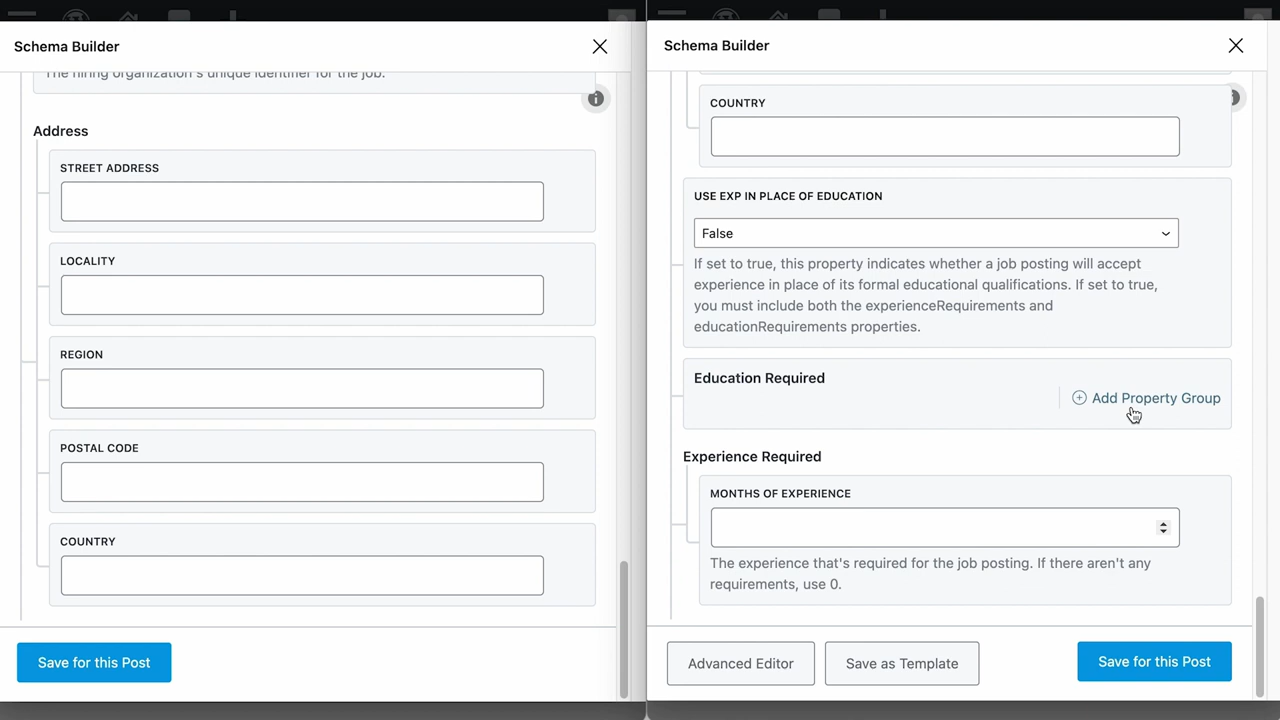 Schema Builder
The hiring organization's unique identifier for the job.
Address
STREET ADDRESS
LOCALITY
REGION
POSTAL CODE
COUNTRY
Save for this Post
Schema Builder
COUNTRY
USE EXP IN PLACE OF EDUCATION
False
If set to true, this property indicates whether a job posting will accept
experience in place of its formal educational qualifications. If set to true,
you must include both the experienceRequirements and
educationRequirements properties.
Education Required
Add Property Group
Experience Required
MONTHS OF EXPERIENCE
The experience that's required for the job posting. If there aren't any
requirements, use 0.
Advanced Editor
Save as Template
Save for this Post